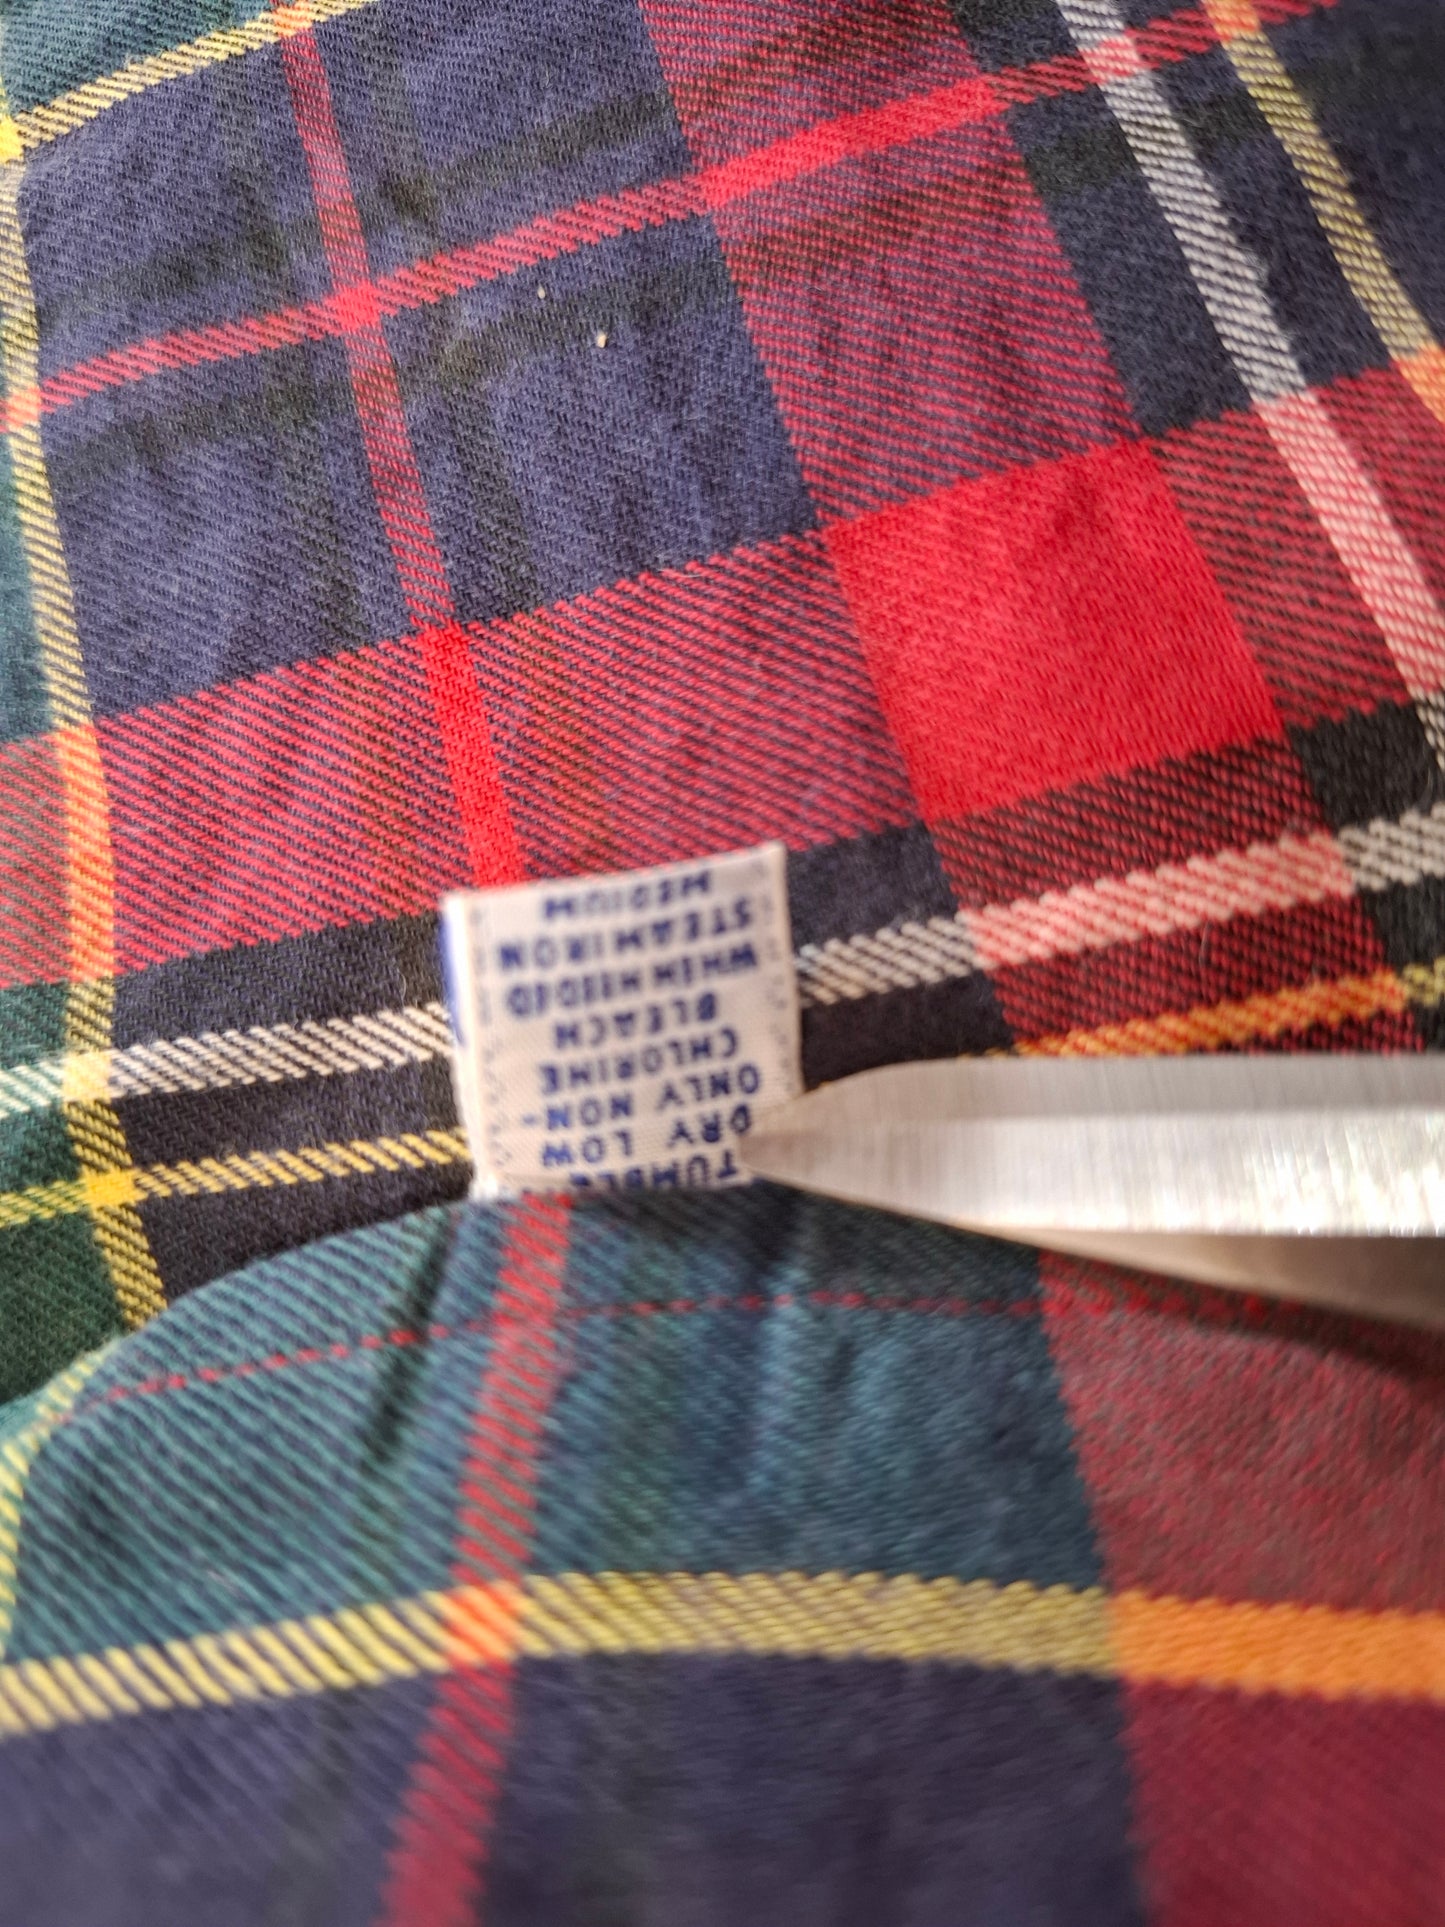 TUMBLE
DRY LOW
ONLY NON-
CHLORINE
BLEACH
WHEN NEEDED
STEAM IRON
MEDIUM